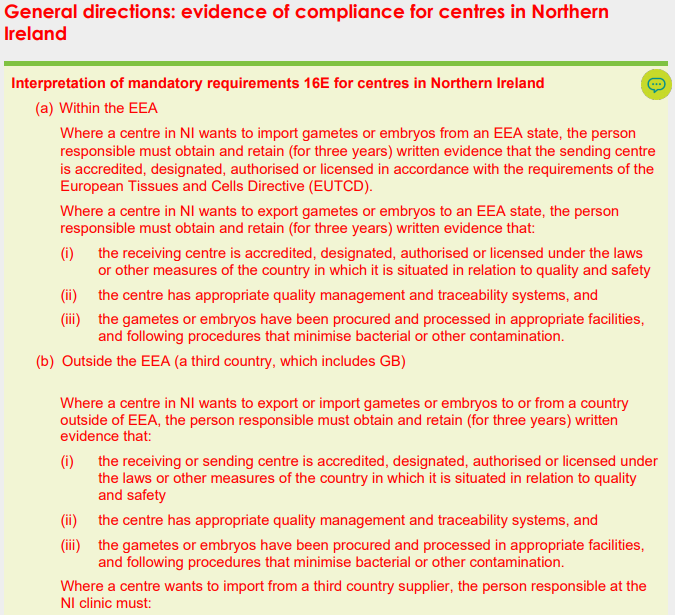 General directions: evidence of compliance for centres in Northern
Ireland
Interpretation of mandatory requirements 16E for centres in Northern Ireland
(a) Within the EEA
Where a centre in NI wants to import gametes or embryos from an EEA state, the person
responsible must obtain and retain (for three years) written evidence that the sending centre
is accredited, designated, authorised or licensed in accordance with the requirements of the
European Tissues and Cells Directive (EUTCD).
Where a centre in NI wants to export gametes or embryos to an EEA state, the person
responsible must obtain and retain (for three years) written evidence that:
(i) the receiving centre is accredited, designated, authorised or licensed under the laws
or other measures of the country in which it is situated in relation to quality and safety
(ii) the centre has appropriate quality management and traceability systems, and
(iii) the gametes or embryos have been procured and processed in appropriate facilities,
and following procedures that minimise bacterial or other contamination.
(b) Outside the EEA (a third country, which includes GB)
Where a centre in NI wants to export or import gametes or embryos to or from a country
outside of EEA, the person responsible must obtain and retain (for three years) written
evidence that:
(i) the receiving or sending centre is accredited, designated, authorised or licensed under
the laws or other measures of the country in which it is situated in relation to quality
and safety
(ii) the centre has appropriate quality management and traceability systems, and
(iii) the gametes or embryos have been procured and processed in appropriate facilities,
and following procedures that minimise bacterial or other contamination.
Where a centre wants to import from a third country supplier, the person responsible at the
NI clinic must: